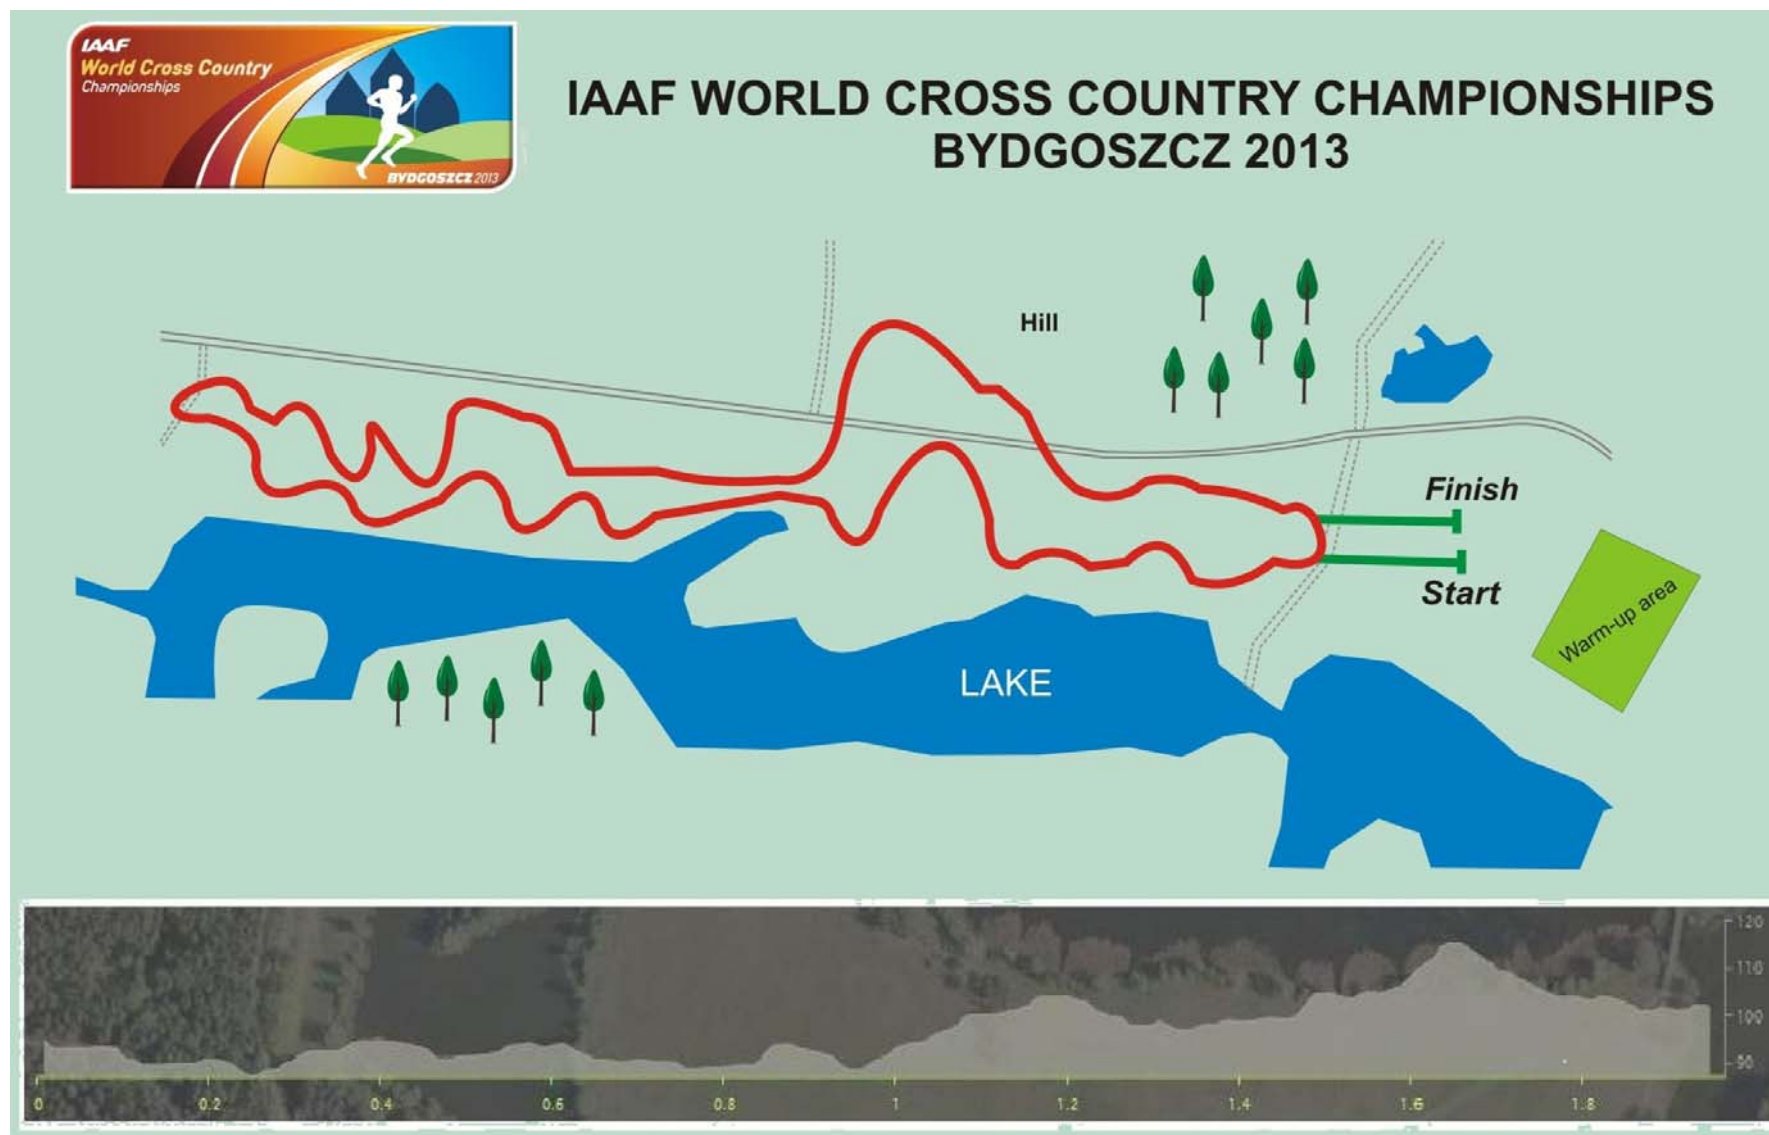 IAAF
World Cross Country
Championships
BYDGOSZCZ 2013
IAAF WORLD CROSS COUNTRY CHAMPIONSHIPS
BYDGOSZCZ 2013
Hill
Finish
Start
Warm-up area
LAKE
120
110
100
90
0 0.2 0.4 0.6 0.8 1 1.2 1.4 1.6 1.8